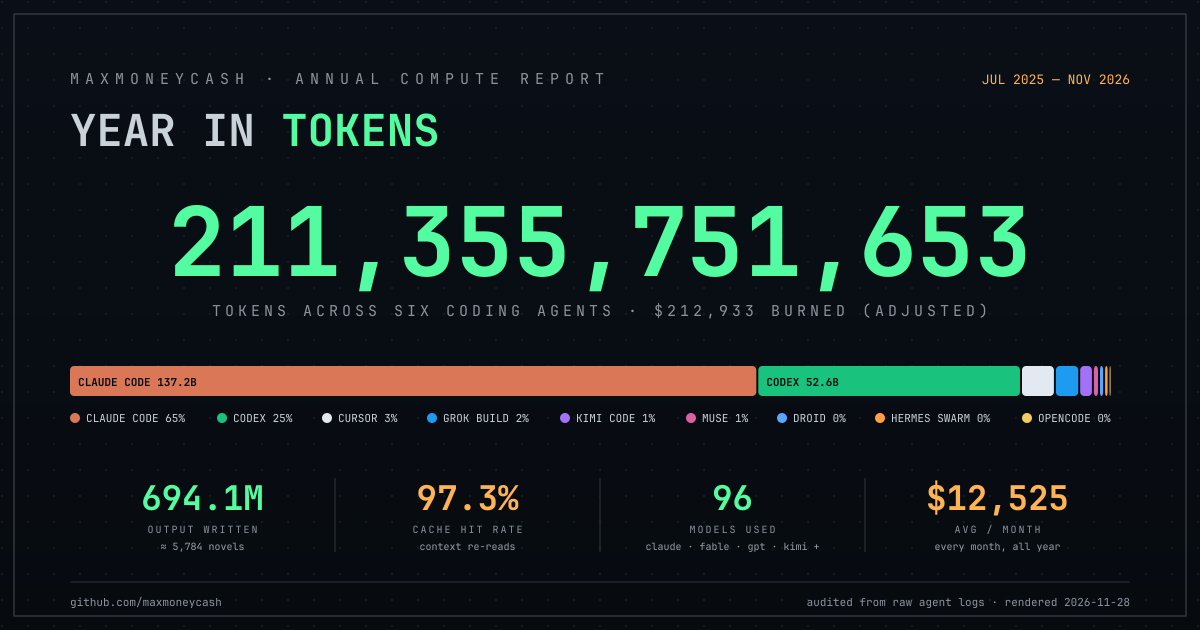 MAXMONEYCASH · ANNUAL COMPUTE REPORT
JUL 2025 — NOV 2026
YEAR IN TOKENS
211,355,751,653
TOKENS ACROSS SIX CODING AGENTS · $212,933 BURNED (ADJUSTED)
CLAUDE CODE 137.2B
CODEX 52.6B
CLAUDE CODE 65%
CODEX 25%
CURSOR 3%
GROK BUILD 2%
KIMI CODE 1%
MUSE 1%
DROID 0%
HERMES SWARM 0%
OPENCODE 0%
694.1M
OUTPUT WRITTEN
≈ 5,784 novels
97.3%
CACHE HIT RATE
context re-reads
96
MODELS USED
claude · fable · gpt · kimi +
$12,525
AVG / MONTH
every month, all year
github.com/maxmoneycash
audited from raw agent logs · rendered 2026-11-28